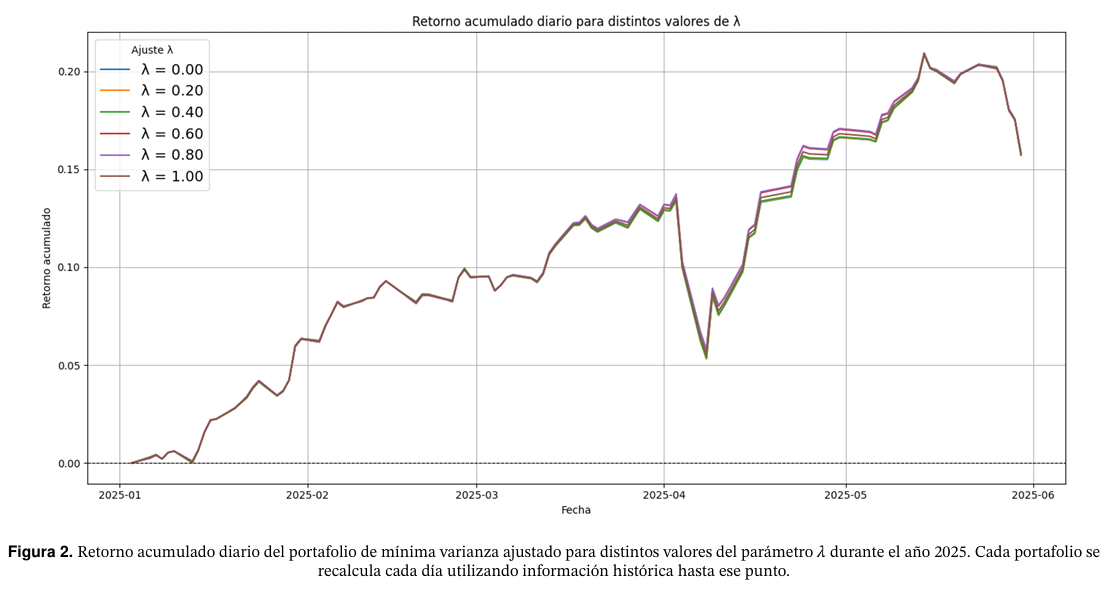 Retorno acumulado diario para distintos valores de λ
Ajuste λ
λ = 0.00
λ = 0.20
λ = 0.40
λ = 0.60
λ = 0.80
λ = 1.00
0.20
0.15
0.10
0.05
0.00
Retorno acumulado
2025-01
2025-02
2025-03
2025-04
2025-05
2025-06
Fecha
Figura 2. Retorno acumulado diario del portafolio de mínima varianza ajustado para distintos valores del parámetro λ durante el año 2025. Cada portafolio se
recalcula cada día utilizando información histórica hasta ese punto.